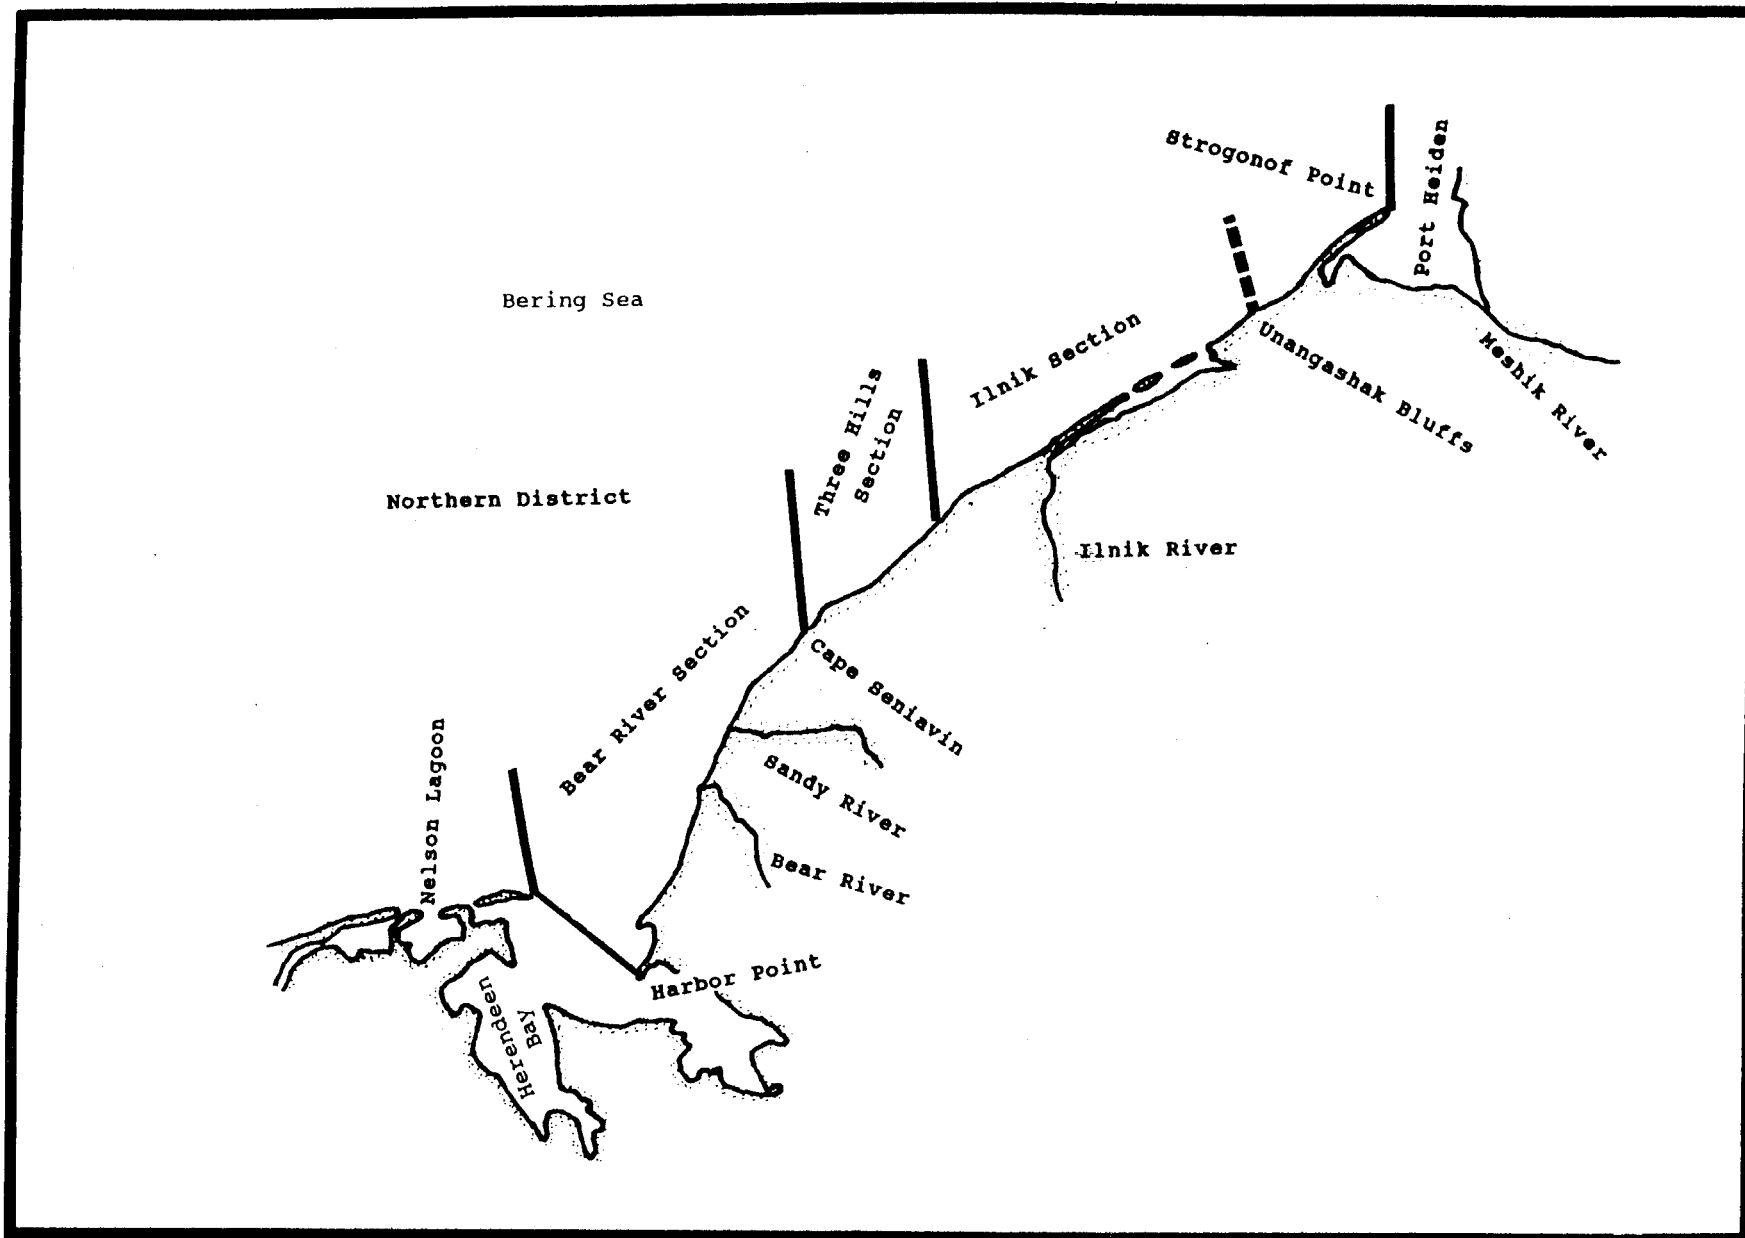 Strogonof Point
Port Heiden
Bering Sea
Ilnik Section
Unangashak Bluffs
Meshik River
Three Hills
Section
Northern District
Ilnik River
Bear River Section
Cape Seniavin
Nelson Lagoon
Sandy River
Bear River
Harbor Point
Herendeen
Bay